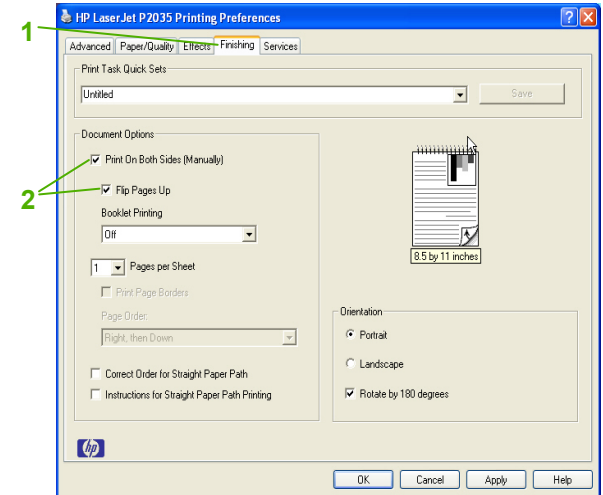 HP LaserJet P2035 Printing Preferences
1
Advanced Paper/Quality Effects Finishing Services
Print Task Quick Sets
Untitled Save
Document Options
Print On Both Sides (Manually)
2
Flip Pages Up
Booklet Printing
Off
1 Pages per Sheet
Print Page Borders
Page Order:
Right, then Down
Correct Order for Straight Paper Path
Instructions for Straight Paper Path Printing
8.5 by 11 inches
Orientation
Portrait
Landscape
Rotate by 180 degrees
hp
OK Cancel Apply Help